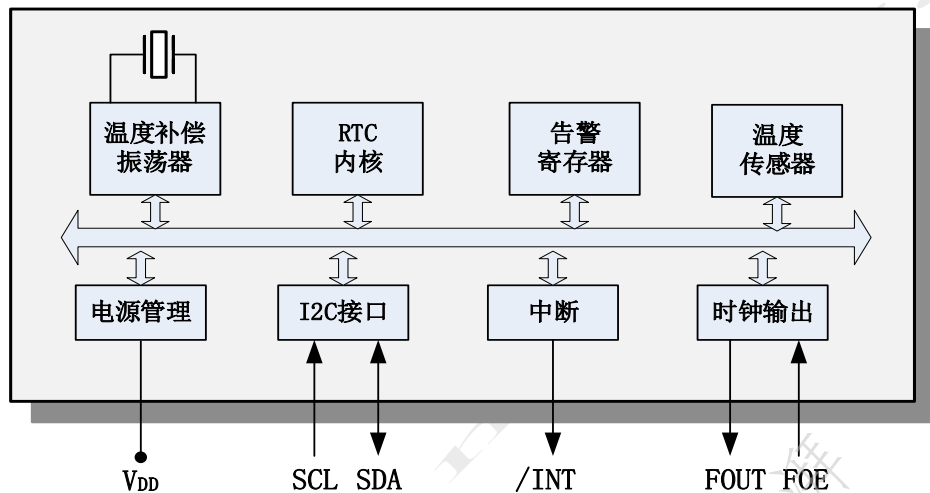 温度补偿
振荡器
RTC
内核
告警
寄存器
温度
传感器
电源管理
I2C接口
中断
时钟输出
VDD
SCL
SDA
/INT
FOUT
FOE